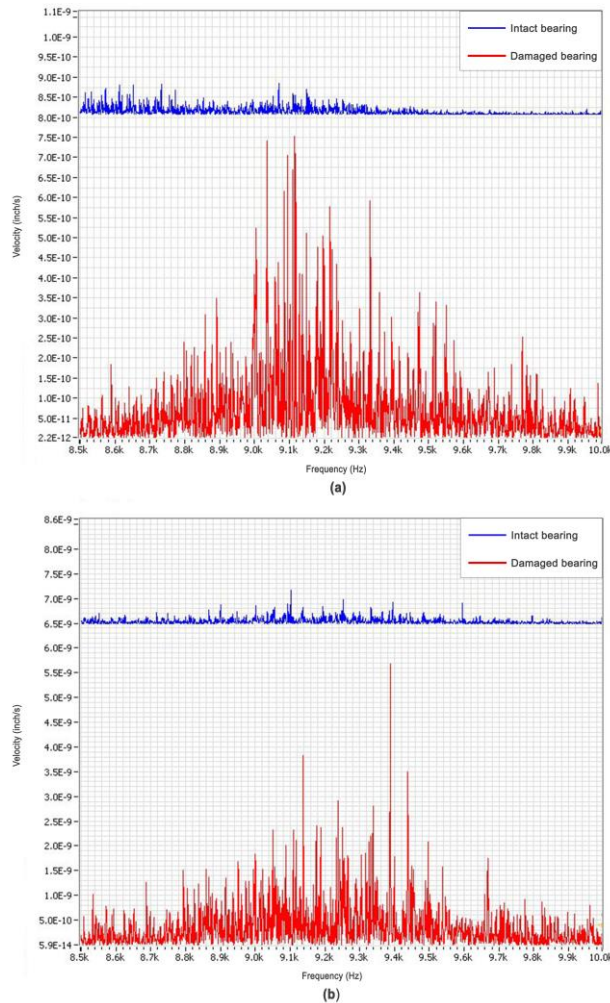 1.1E-9
1.0E-9
9.5E-10
9.0E-10
8.5E-10
8.0E-10
7.5E-10
7.0E-10
6.5E-10
6.0E-10
5.5E-10
5.0E-10
4.5E-10
4.0E-10
3.5E-10
3.0E-10
2.5E-10
2.0E-10
1.5E-10
1.0E-10
5.0E-11
2.2E-12
Velocity (inch/s)
Intact bearing
Damaged bearing
8.5k 8.6k 8.7k 8.8k 8.9k 9.0k 9.1k 9.2k 9.3k 9.4k 9.5k 9.6k 9.7k 9.8k 9.9k 10.0k
Frequency (Hz)
(a)
8.6E-9
8.0E-9
7.5E-9
7.0E-9
6.5E-9
5.5E-9
5.0E-9
4.5E-9
4.0E-9
3.5E-9
3.0E-9
2.5E-9
2.0E-9
1.5E-9
1.0E-9
5.0E-10
5.9E-14
Velocity (inch/s)
Intact bearing
Damaged bearing
8.5k 8.6k 8.7k 8.8k 8.9k 9.0k 9.1k 9.2k 9.3k 9.4k 9.5k 9.6k 9.7k 9.8k 9.9k 10.0k
Frequency (Hz)
(b)